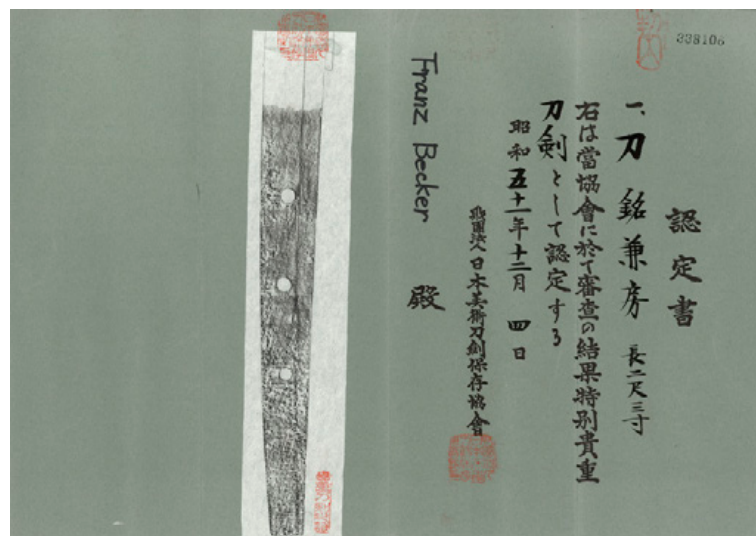 338106
認定書
一、刀 銘兼房 長二尺三寸
右は當協會に於て審査の結果特別貴重
刀剣として認定する
昭和五十一年十二月四日
財團法人日本美術刀剣保存協會
Franz Becker 殿